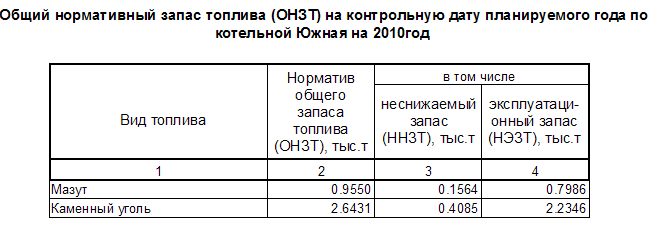 Общий нормативный запас топлива (ОНЗТ) на контрольную дату планируемого года по
котельной Южная на 2010год
Вид топлива
Норматив
общего
запаса
топлива
(ОНЗТ), тыс.т
в том числе
неснижаемый
запас
(ННЗТ), тыс.т
эксплуатаци-
онный запас
(НЭЗТ), тыс.т
1 2 3 4
Мазут 0.9550 0.1564 0.7986
Каменный уголь 2.6431 0.4085 2.2346